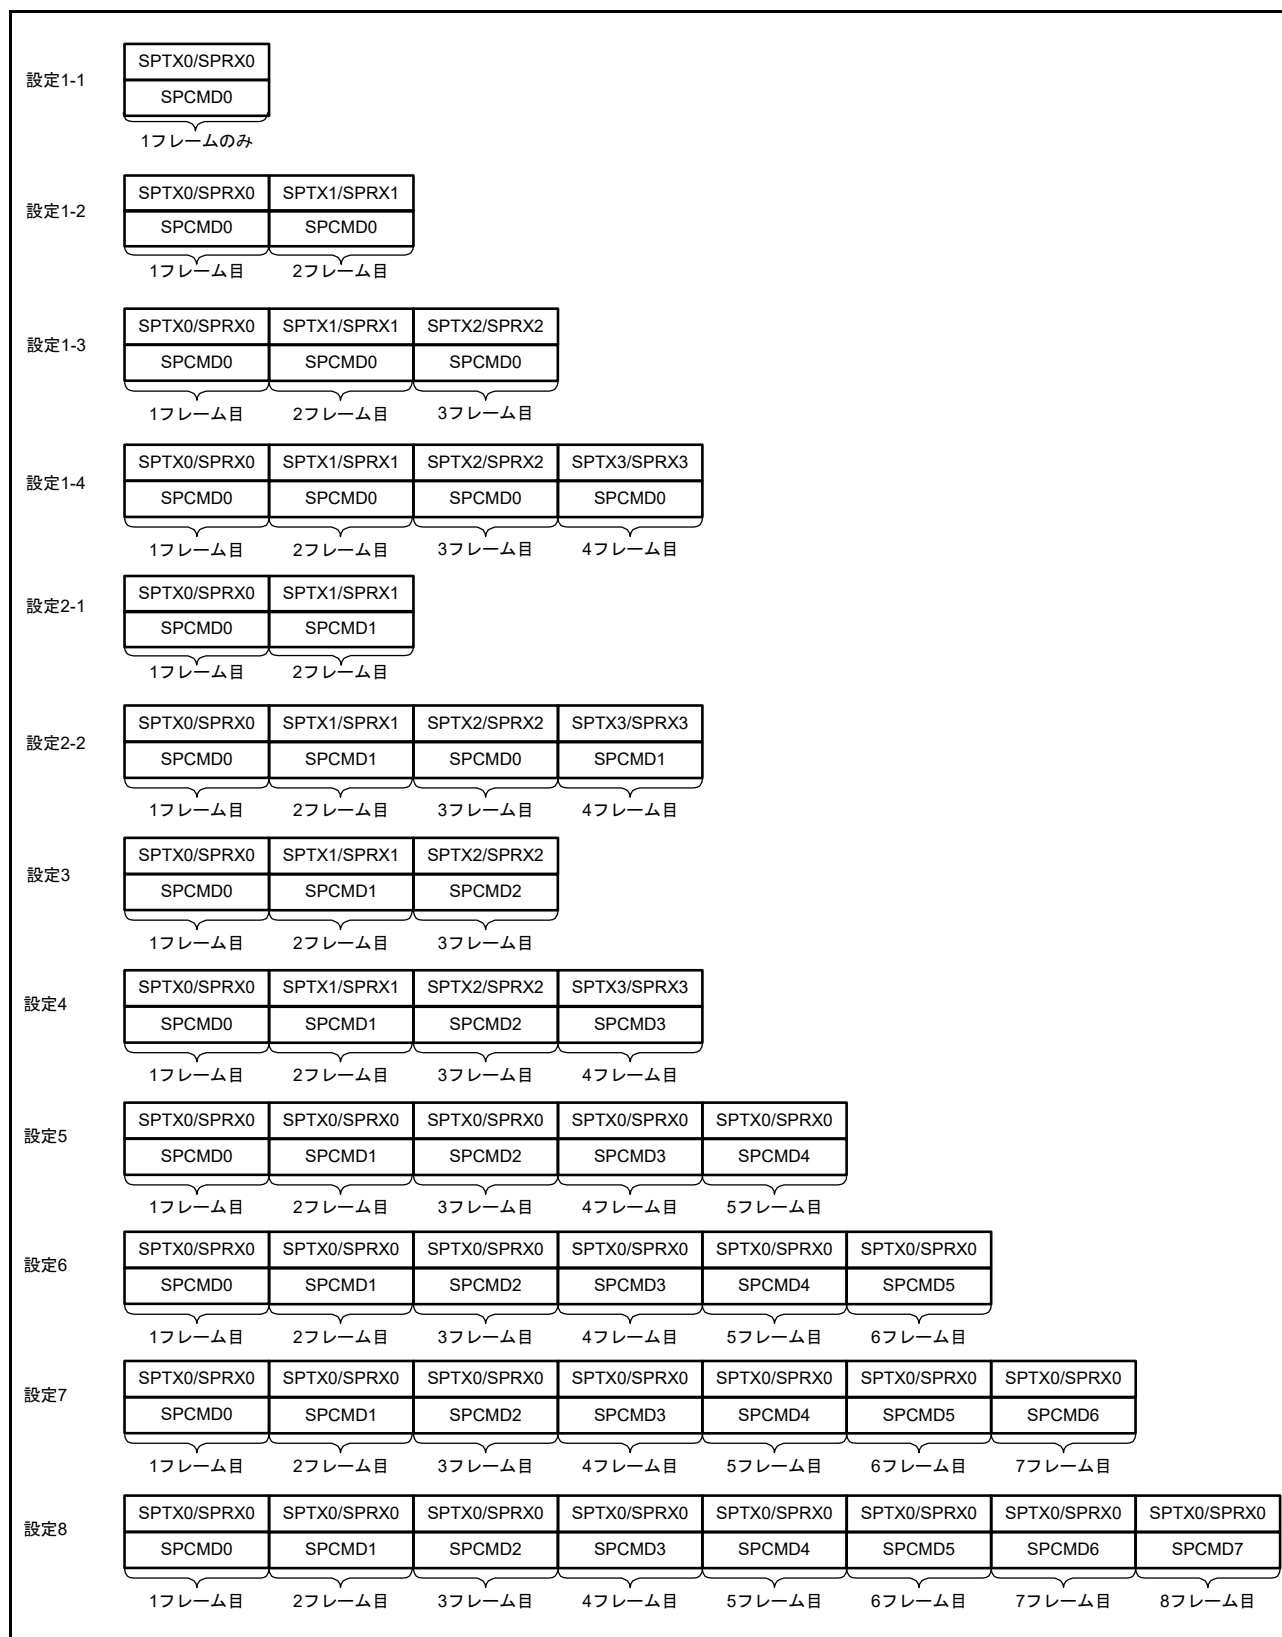 設定1-1
SPTX0/SPRX0
SPCMD0
1フレームのみ
設定1-2
SPTX0/SPRX0 SPTX1/SPRX1
SPCMD0 SPCMD0
1フレーム目 2フレーム目
設定1-3
SPTX0/SPRX0 SPTX1/SPRX1 SPTX2/SPRX2
SPCMD0 SPCMD0 SPCMD0
1フレーム目 2フレーム目 3フレーム目
設定1-4
SPTX0/SPRX0 SPTX1/SPRX1 SPTX2/SPRX2 SPTX3/SPRX3
SPCMD0 SPCMD0 SPCMD0 SPCMD0
1フレーム目 2フレーム目 3フレーム目 4フレーム目
設定2-1
SPTX0/SPRX0 SPTX1/SPRX1
SPCMD0 SPCMD1
1フレーム目 2フレーム目
設定2-2
SPTX0/SPRX0 SPTX1/SPRX1 SPTX2/SPRX2 SPTX3/SPRX3
SPCMD0 SPCMD1 SPCMD0 SPCMD1
1フレーム目 2フレーム目 3フレーム目 4フレーム目
設定3
SPTX0/SPRX0 SPTX1/SPRX1 SPTX2/SPRX2
SPCMD0 SPCMD1 SPCMD2
1フレーム目 2フレーム目 3フレーム目
設定4
SPTX0/SPRX0 SPTX1/SPRX1 SPTX2/SPRX2 SPTX3/SPRX3
SPCMD0 SPCMD1 SPCMD2 SPCMD3
1フレーム目 2フレーム目 3フレーム目 4フレーム目
設定5
SPTX0/SPRX0 SPTX0/SPRX0 SPTX0/SPRX0 SPTX0/SPRX0 SPTX0/SPRX0
SPCMD0 SPCMD1 SPCMD2 SPCMD3 SPCMD4
1フレーム目 2フレーム目 3フレーム目 4フレーム目 5フレーム目
設定6
SPTX0/SPRX0 SPTX0/SPRX0 SPTX0/SPRX0 SPTX0/SPRX0 SPTX0/SPRX0 SPTX0/SPRX0
SPCMD0 SPCMD1 SPCMD2 SPCMD3 SPCMD4 SPCMD5
1フレーム目 2フレーム目 3フレーム目 4フレーム目 5フレーム目 6フレーム目
設定7
SPTX0/SPRX0 SPTX0/SPRX0 SPTX0/SPRX0 SPTX0/SPRX0 SPTX0/SPRX0 SPTX0/SPRX0 SPTX0/SPRX0
SPCMD0 SPCMD1 SPCMD2 SPCMD3 SPCMD4 SPCMD5 SPCMD6
1フレーム目 2フレーム目 3フレーム目 4フレーム目 5フレーム目 6フレーム目 7フレーム目
設定8
SPTX0/SPRX0 SPTX0/SPRX0 SPTX0/SPRX0 SPTX0/SPRX0 SPTX0/SPRX0 SPTX0/SPRX0 SPTX0/SPRX0 SPTX0/SPRX0
SPCMD0 SPCMD1 SPCMD2 SPCMD3 SPCMD4 SPCMD5 SPCMD6 SPCMD7
1フレーム目 2フレーム目 3フレーム目 4フレーム目 5フレーム目 6フレーム目 7フレーム目 8フレーム目